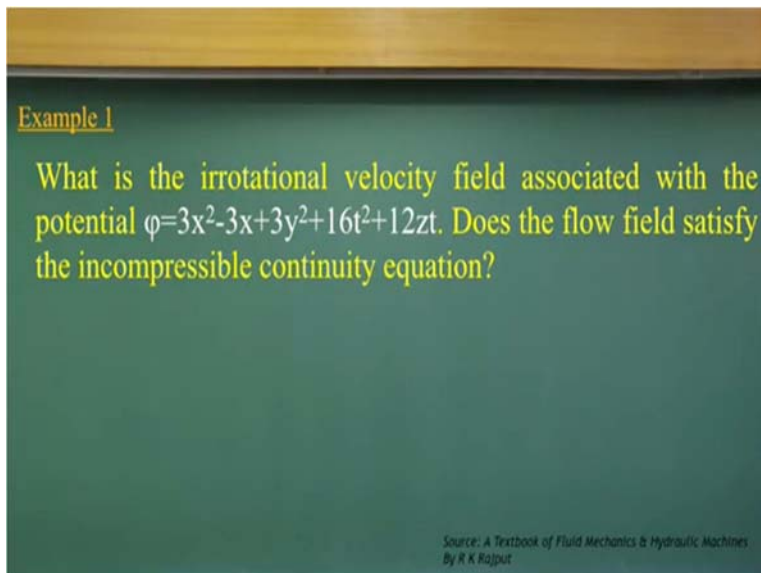 Example 1
What is the irrotational velocity field associated with the
potential φ=3x²-3x+3y²+16t²+12zt. Does the flow field satisfy
the incompressible continuity equation?
Source: A Textbook of Fluid Mechanics & Hydraulic Machines
By R K Rajput